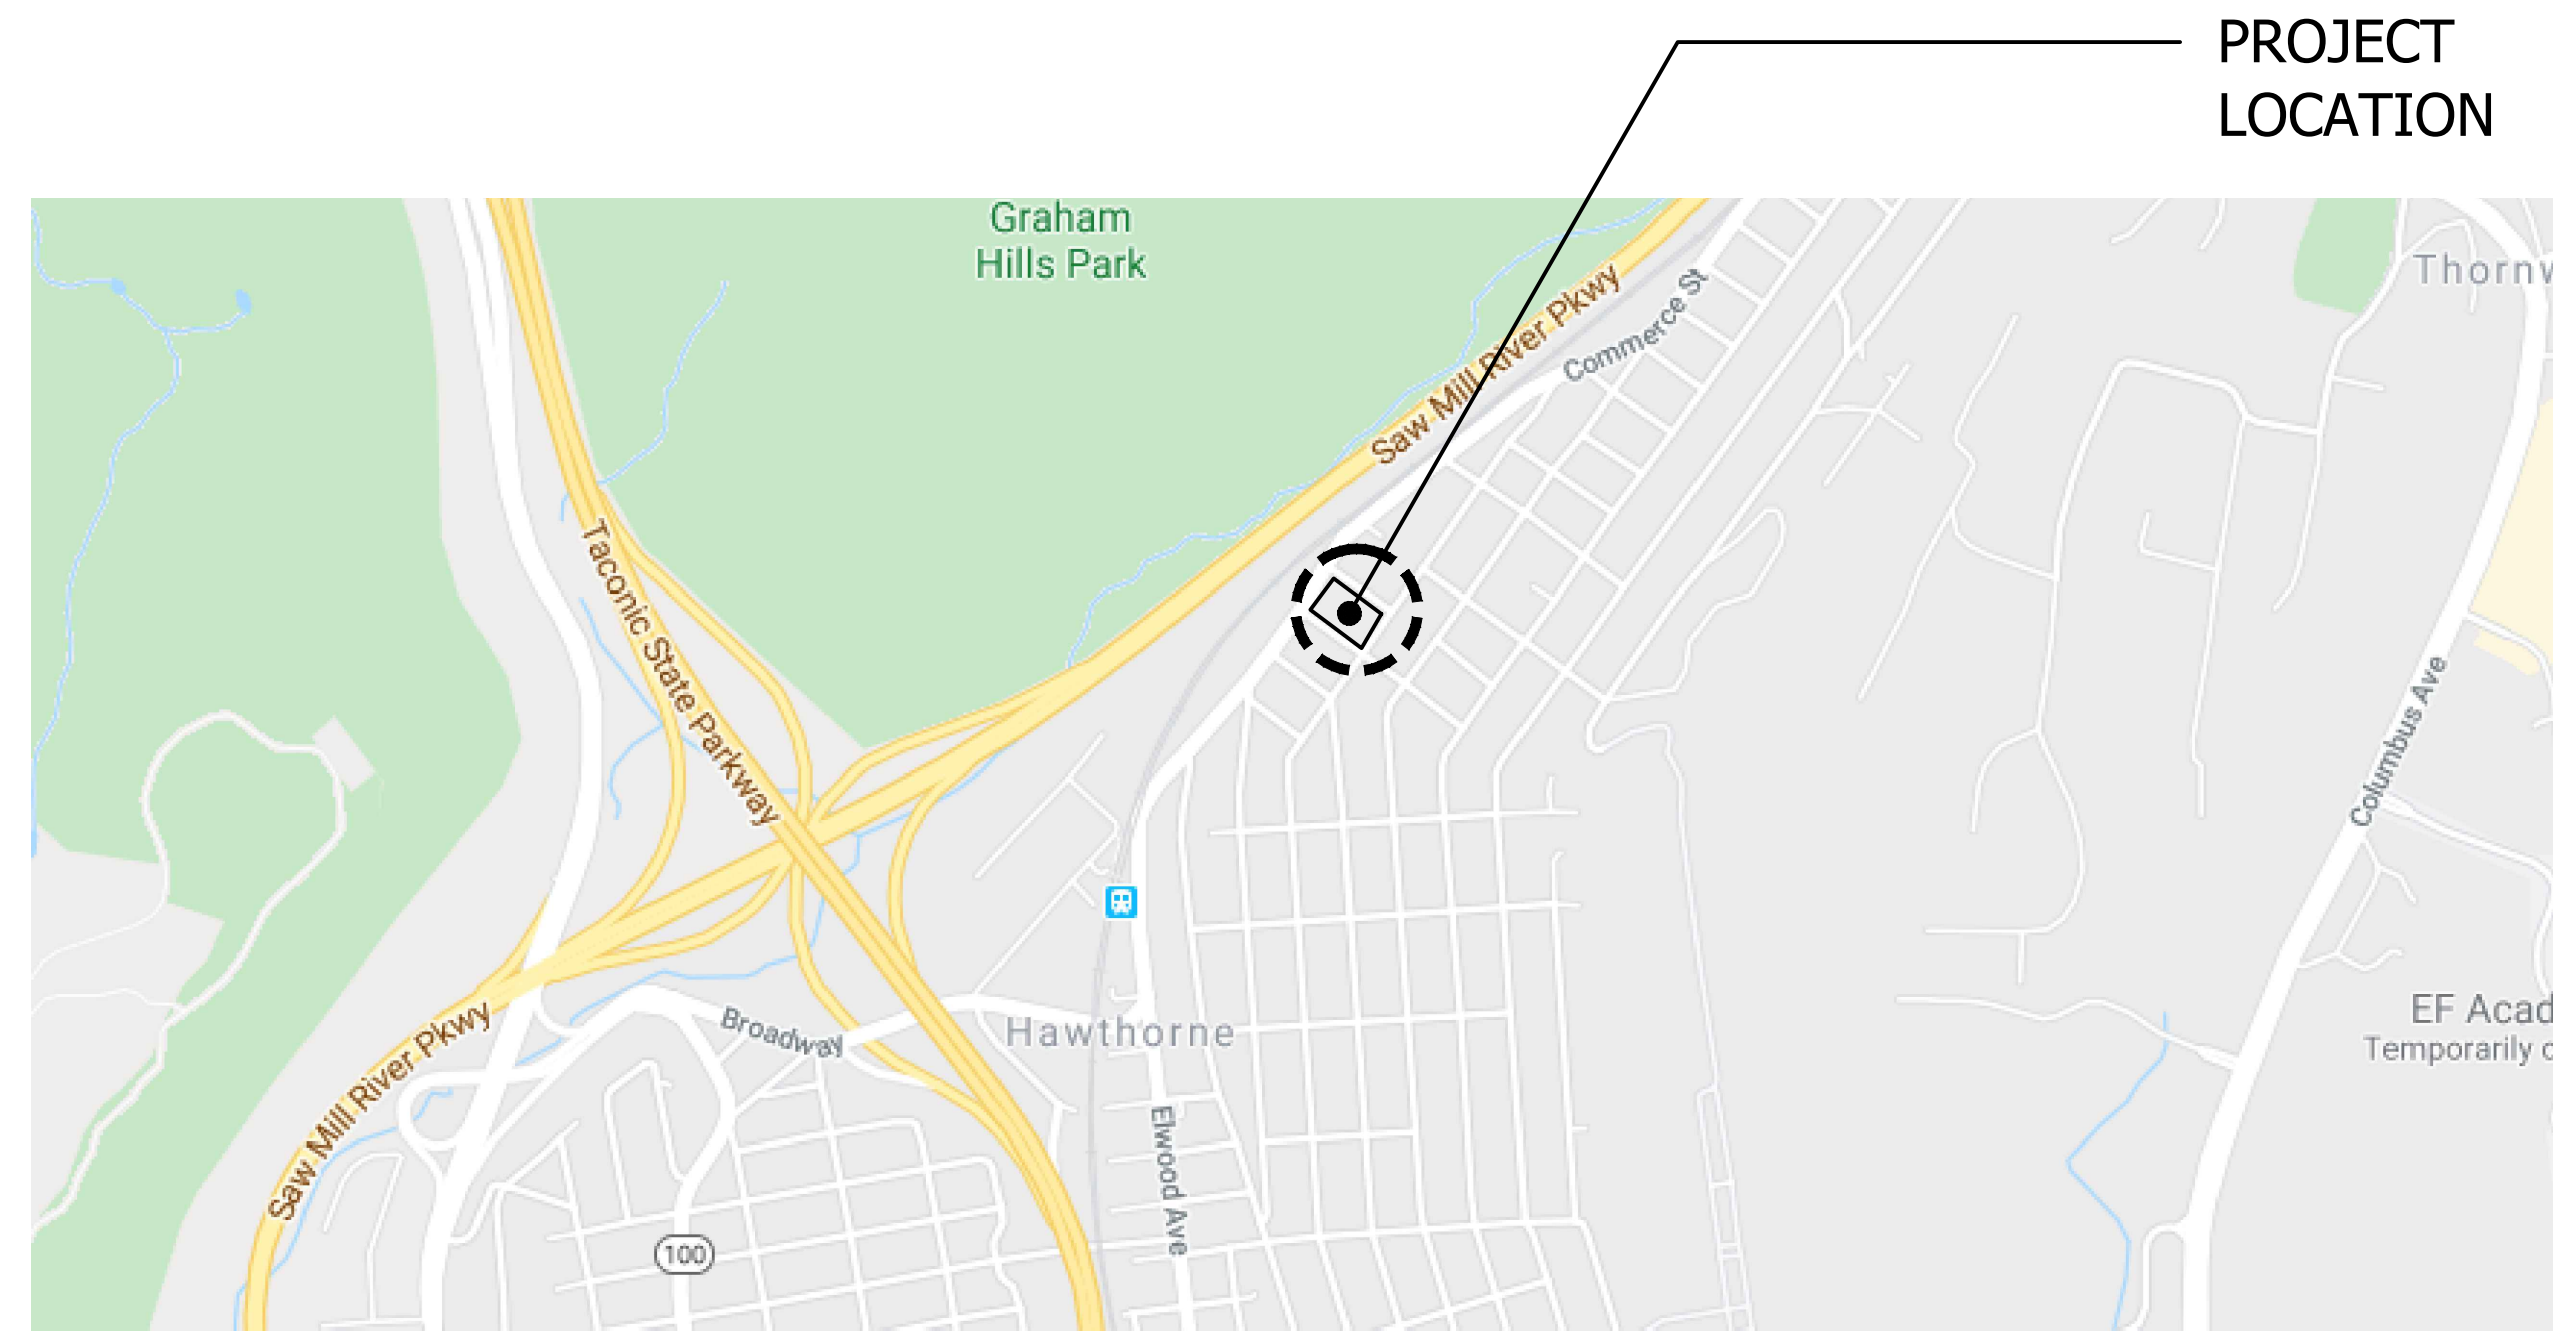 PROJECT
LOCATION
Graham
Hills Park
Thornw
Saw Mill River Pkwy
Commerce St
Taconic State Parkway
Columbus Ave
EF Acad
Temporarily c
Saw Mill River Pkwy
Broadway
Hawthorne
Elwood Ave
100